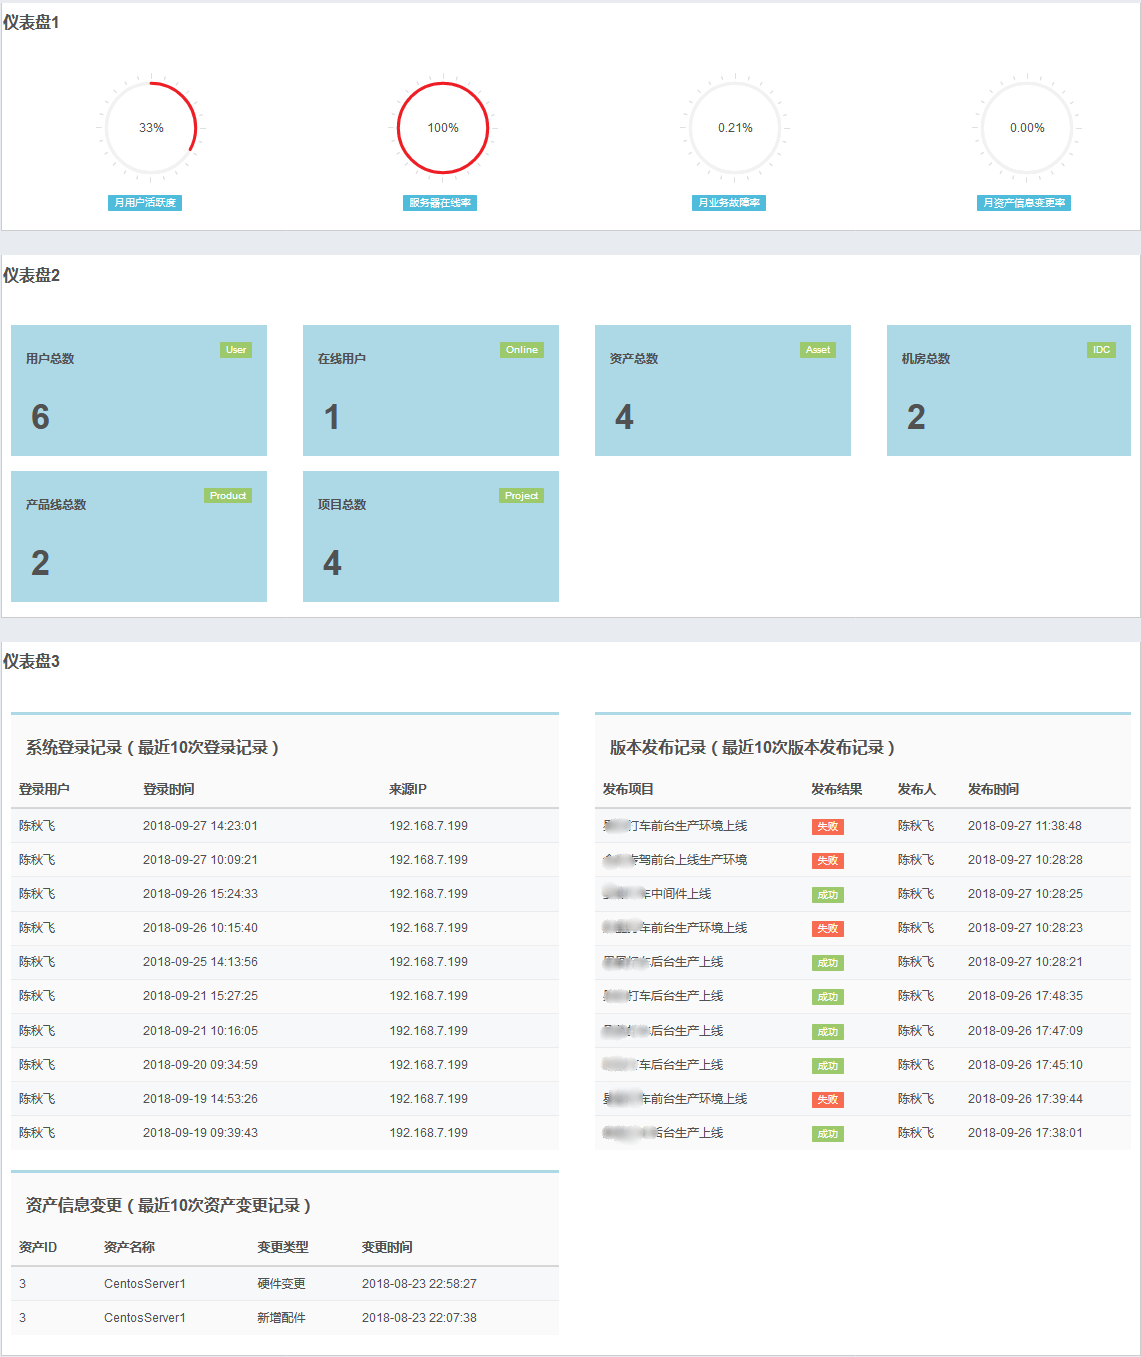 仪表盘1
33%
100%
0.21%
0.00%
月用户活跃度
服务器在线率
月业务故障率
月资产信息变更率
仪表盘2
用户总数 User
6
在线用户 Online
1
资产总数 Asset
4
机房总数 IDC
2
产品线总数 Product
2
项目总数 Project
4
仪表盘3
系统登录记录（最近10次登录记录）
登录用户 登录时间 来源IP
陈秋飞 2018-09-27 14:23:01 192.168.7.199
陈秋飞 2018-09-27 10:09:21 192.168.7.199
陈秋飞 2018-09-26 15:24:33 192.168.7.199
陈秋飞 2018-09-26 10:15:40 192.168.7.199
陈秋飞 2018-09-25 14:13:56 192.168.7.199
陈秋飞 2018-09-21 15:27:25 192.168.7.199
陈秋飞 2018-09-21 10:16:05 192.168.7.199
陈秋飞 2018-09-20 09:34:59 192.168.7.199
陈秋飞 2018-09-19 14:53:26 192.168.7.199
陈秋飞 2018-09-19 09:39:43 192.168.7.199
版本发布记录（最近10次版本发布记录）
发布项目 发布结果 发布人 发布时间
打车前台生产环境上线 失败 陈秋飞 2018-09-27 11:38:48
驾前台上线生产环境 失败 陈秋飞 2018-09-27 10:28:28
车中间件上线 成功 陈秋飞 2018-09-27 10:28:25
车前台生产环境上线 失败 陈秋飞 2018-09-27 10:28:23
后台生产上线 成功 陈秋飞 2018-09-27 10:28:21
打车后台生产上线 成功 陈秋飞 2018-09-26 17:48:35
后台生产上线 成功 陈秋飞 2018-09-26 17:47:09
车后台生产上线 成功 陈秋飞 2018-09-26 17:45:10
车前台生产环境上线 失败 陈秋飞 2018-09-26 17:39:44
后台生产上线 成功 陈秋飞 2018-09-26 17:38:01
资产信息变更（最近10次资产变更记录）
资产ID 资产名称 变更类型 变更时间
3 CentosServer1 硬件变更 2018-08-23 22:58:27
3 CentosServer1 新增配件 2018-08-23 22:07:38